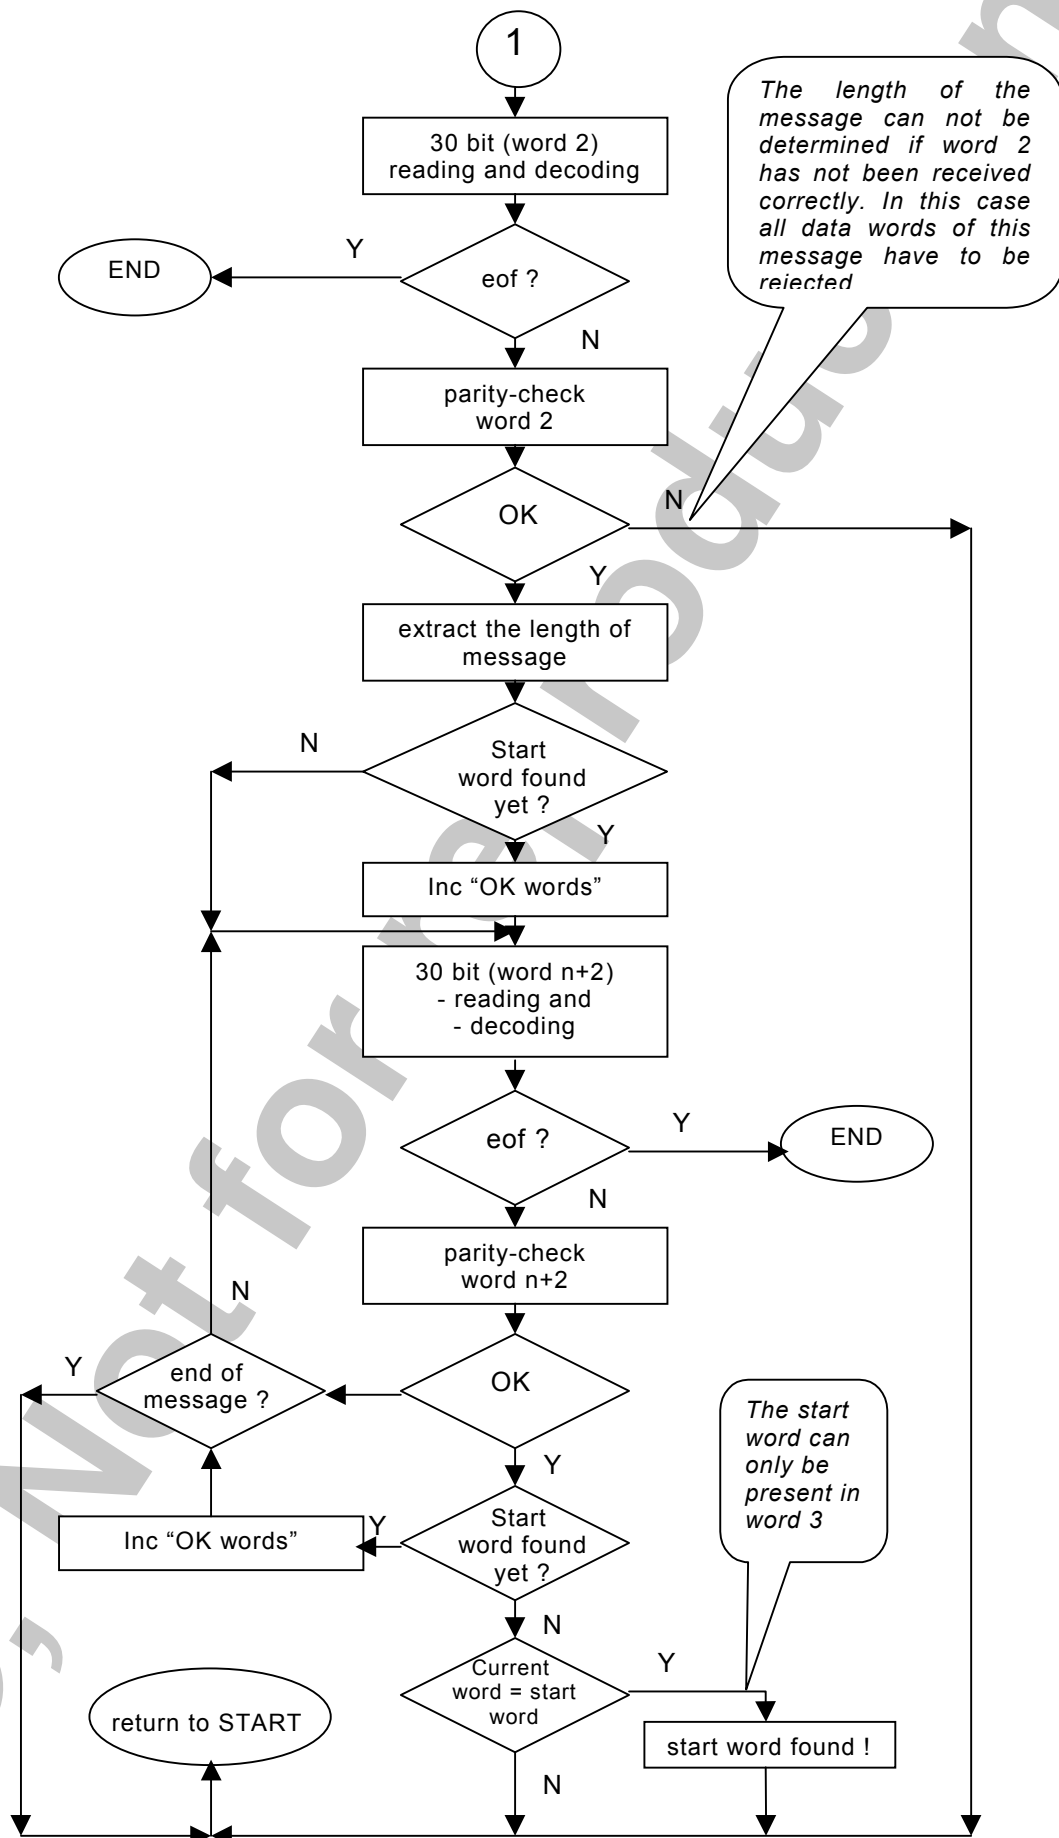 1
30 bit (word 2)
reading and decoding
The length of the
message can not be
determined if word 2
has not been received
correctly. In this case
all data words of this
message have to be
rejected
END
Y
eof ?
N
parity-check
word 2
OK
N
Y
extract the length of
message
N
Start
word found
yet ?
Y
Inc “OK words”
30 bit (word n+2)
- reading and
- decoding
eof ?
Y
END
N
parity-check
word n+2
N
Y
end of
message ?
OK
Y
The start
word can
only be
present in
word 3
Inc “OK words”
Y
Start
word found
yet ?
N
Current
word = start
word
Y
return to START
start word found !
N
Not for reproduc